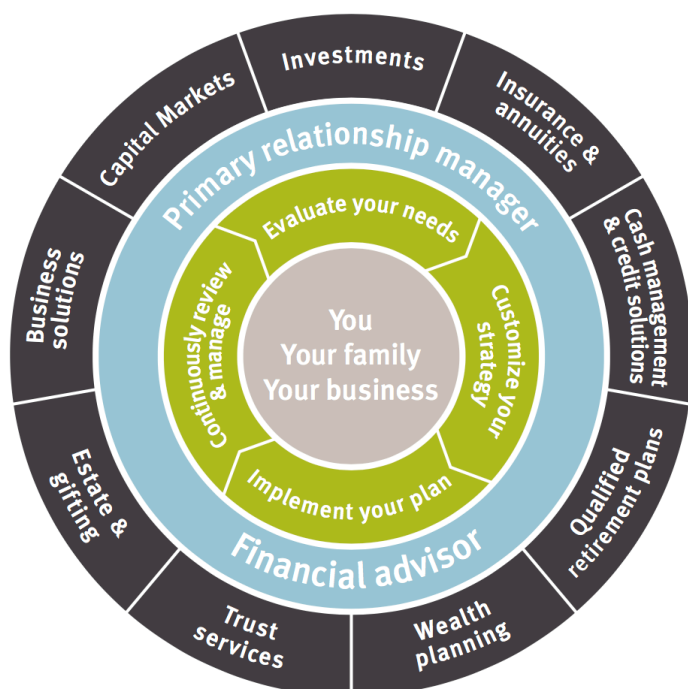 Investments
Insurance &
annuities
Cash management
& credit solutions
Qualified
retirement plans
Wealth
planning
Trust
services
Estate &
gifting
Business
solutions
Capital Markets
Primary relationship manager
Financial advisor
Evaluate your needs
Customize your
strategy
Implement your plan
Continuously review
& manage
You
Your family
Your business